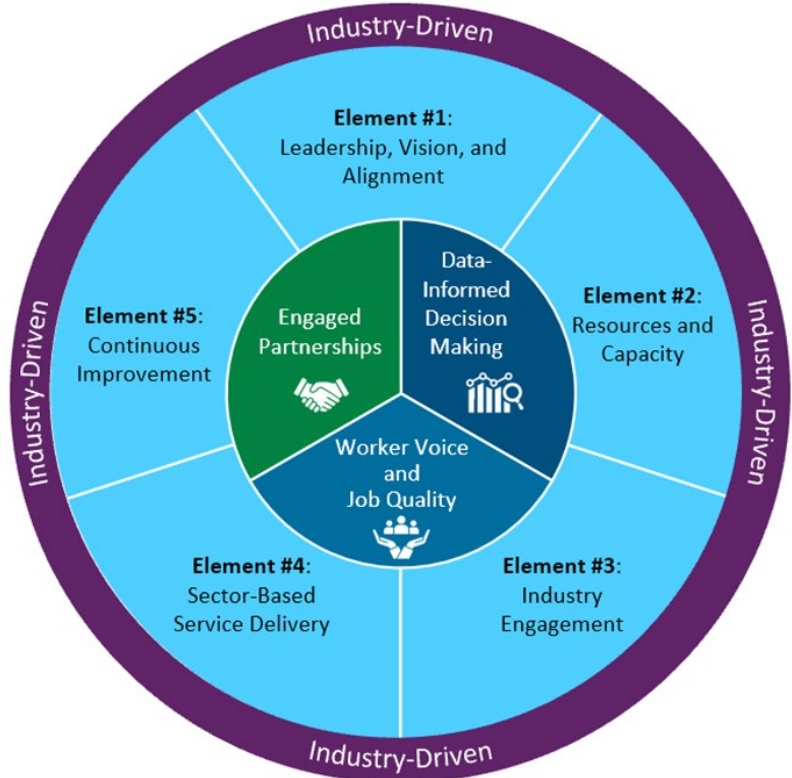 Industry-Driven
Element #1:
Leadership, Vision, and
Alignment
Element #2:
Resources and
Capacity
Element #3:
Industry
Engagement
Element #4:
Sector-Based
Service Delivery
Element #5:
Continuous
Improvement
Engaged
Partnerships
Data-
Informed
Decision
Making
Worker Voice
and
Job Quality
Industry-Driven
Industry-Driven
Industry-Driven